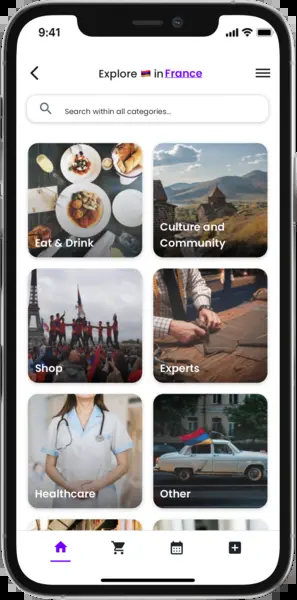 9:41
Explore 🇦🇲 in France
Search within all categories...
Eat & Drink
Culture and
Community
Shop
Experts
Healthcare
Other